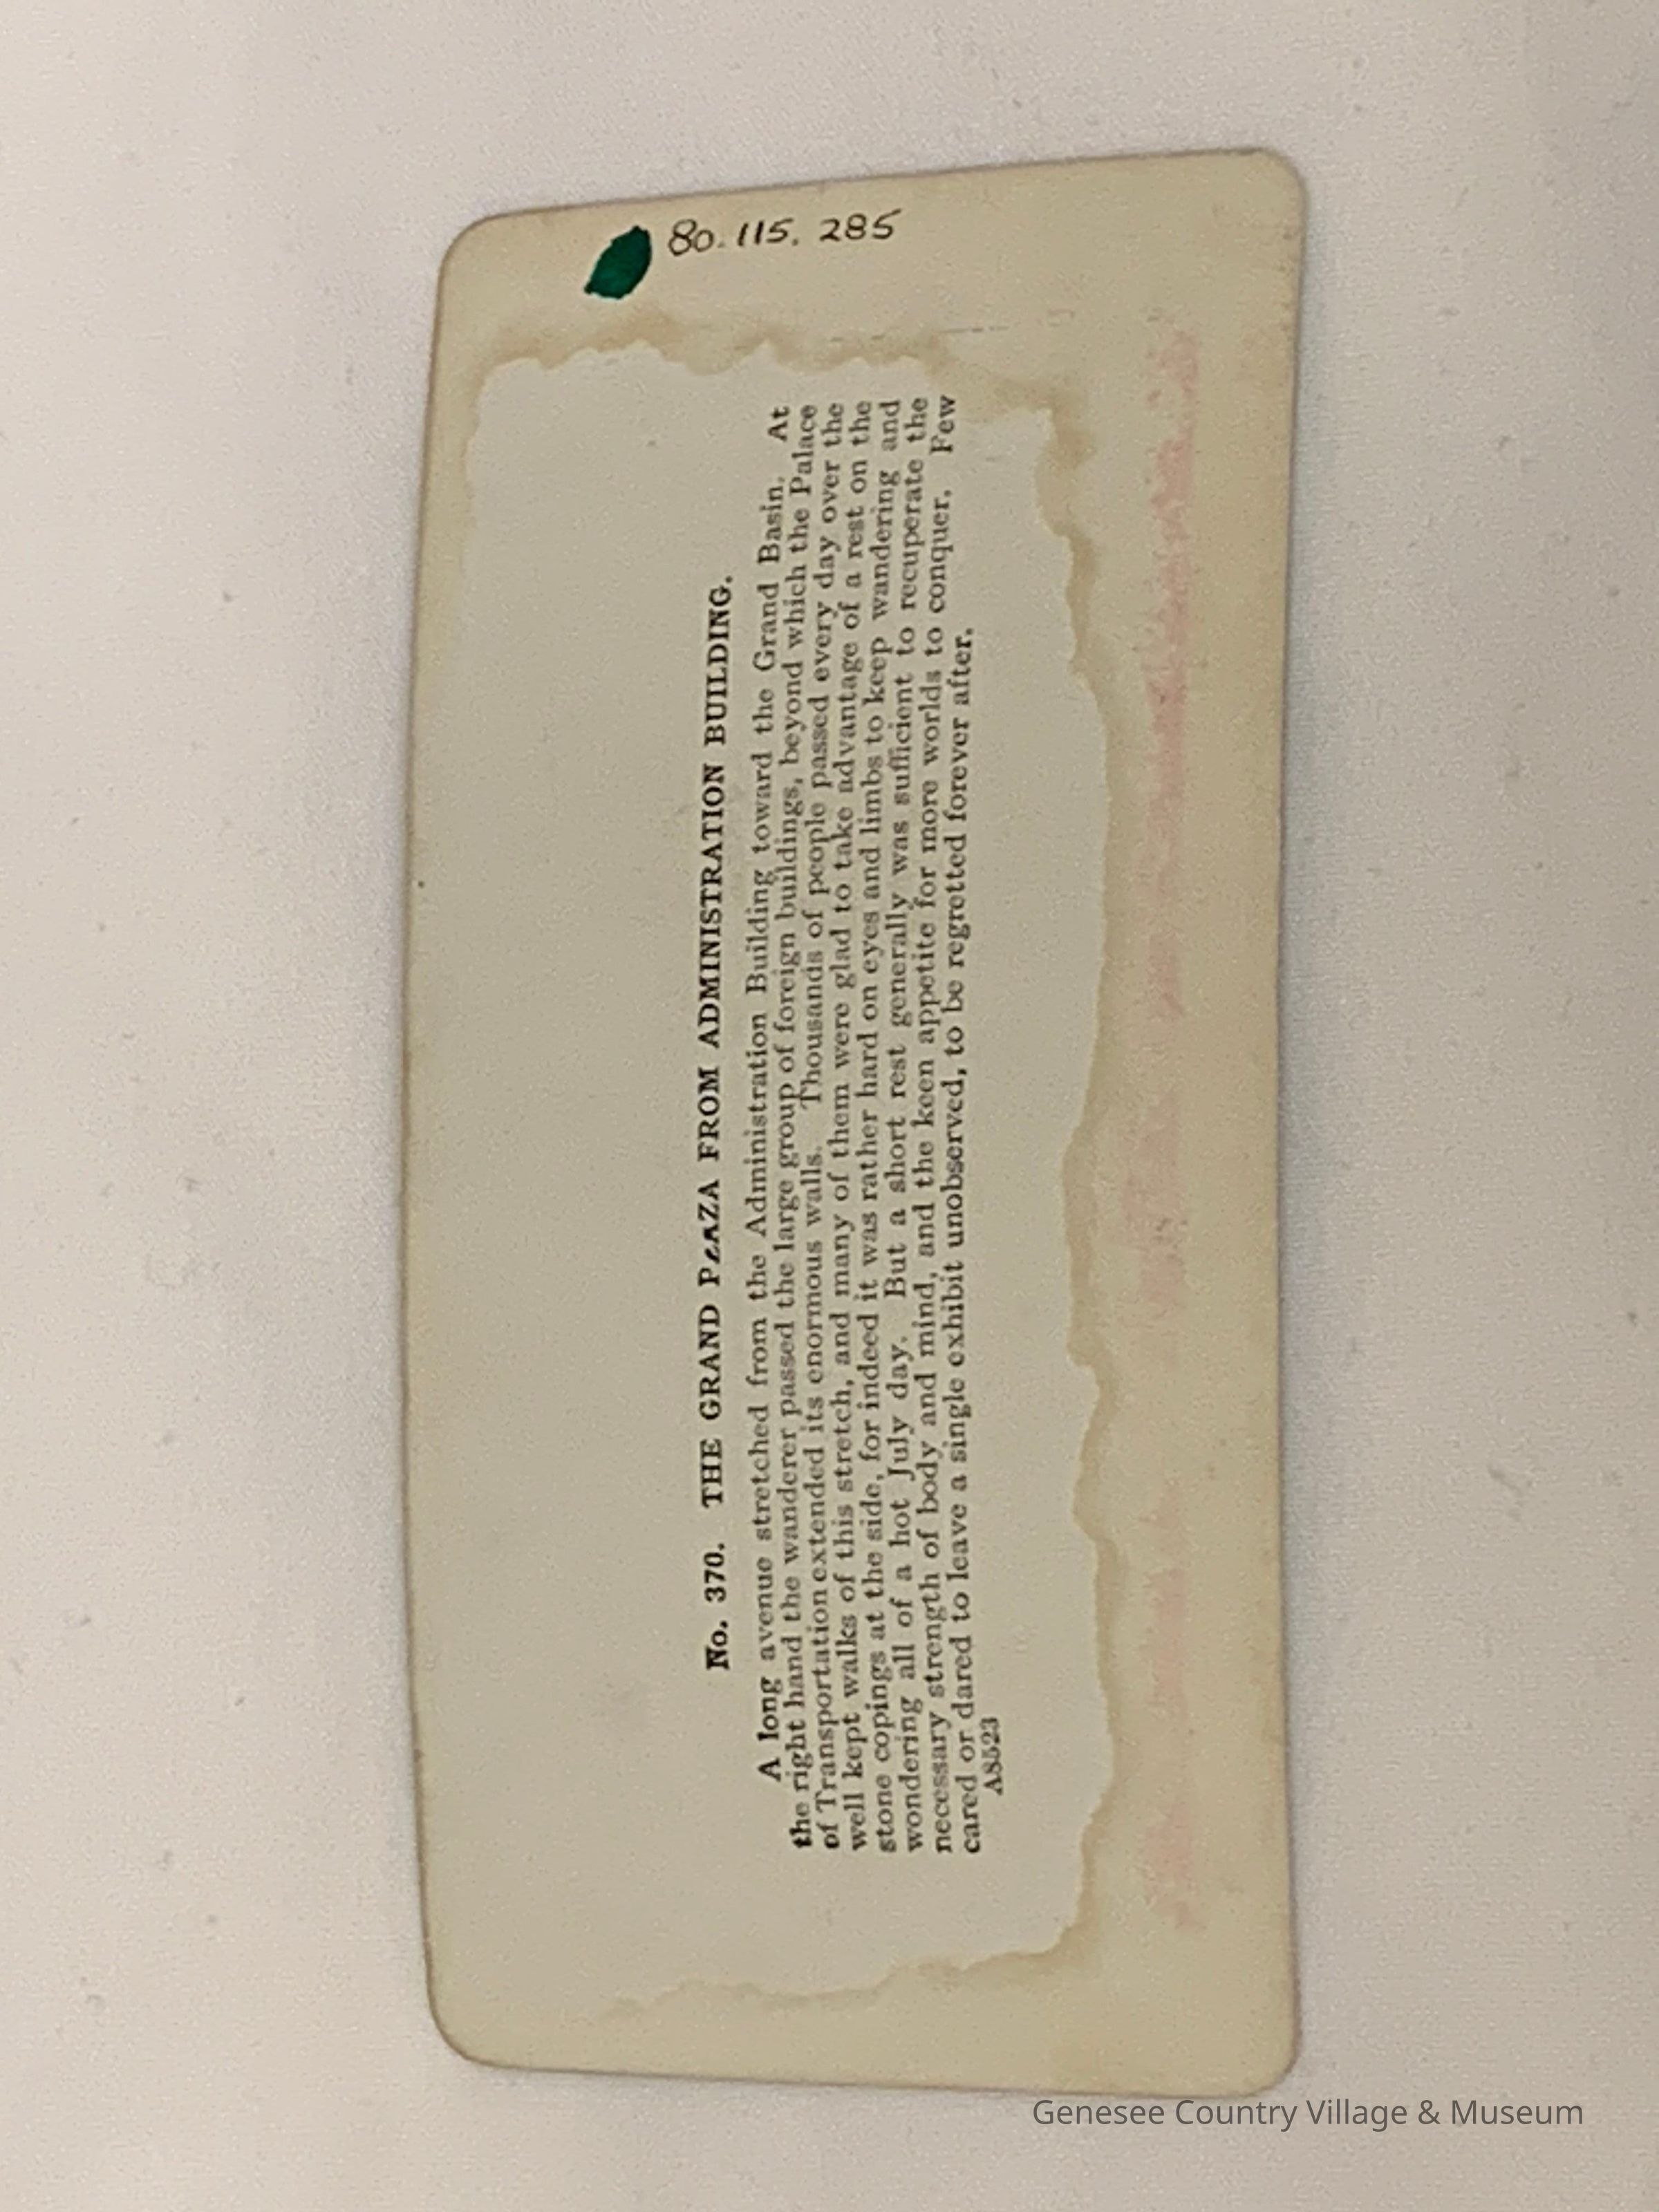 80.115.285
No. 370. THE GRAND PLAZA FROM ADMINISTRATION BUILDING.
A long avenue stretched from the Administration Building toward the Grand Basin. At
the right hand the wanderer passed the large group of foreign buildings, beyond which the Palace
of Transportation extended its enormous walls. Thousands of people passed every day over the
well kept walks of this stretch, and many of them were glad to take advantage of a rest on the
stone copings at the side, for indeed it was rather hard on eyes and limbs to keep wandering and
wondering all of a hot July day. But a short rest generally was sufficient to recuperate the
necessary strength of body and mind, and the keen appetite for more worlds to conquer. Few
cared or dared to leave a single exhibit unobserved, to be regretted forever after.
A8523
Genesee Country Village & Museum